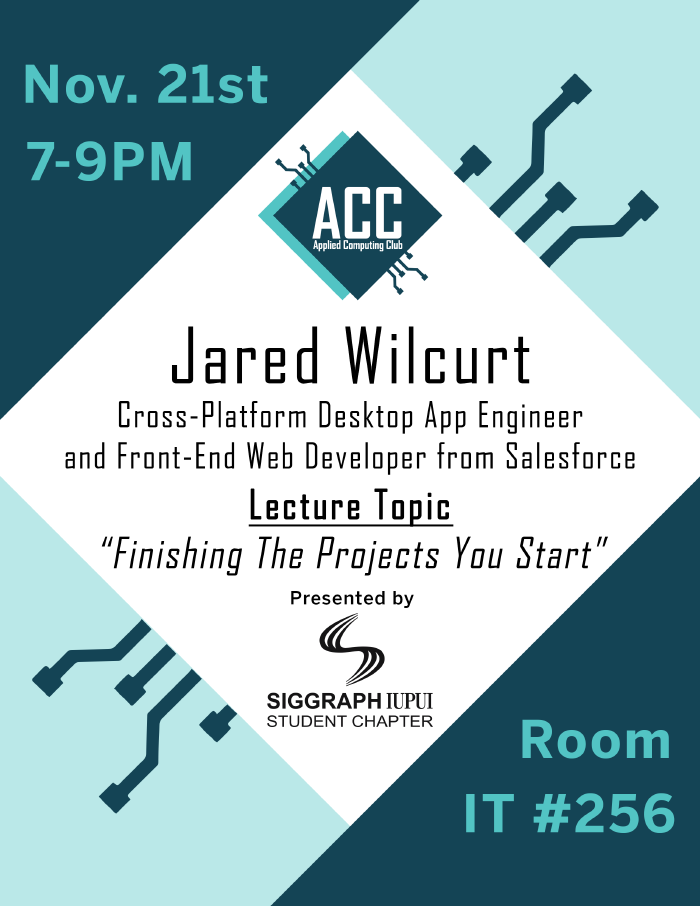 Nov. 21st
7-9PM
ACC
Applied Computing Club
Jared Wilcurt
Cross-Platform Desktop App Engineer
and Front-End Web Developer from Salesforce
Lecture Topic
“Finishing The Projects You Start”
Presented by
SIGGRAPH IUPUI
STUDENT CHAPTER
Room
IT #256